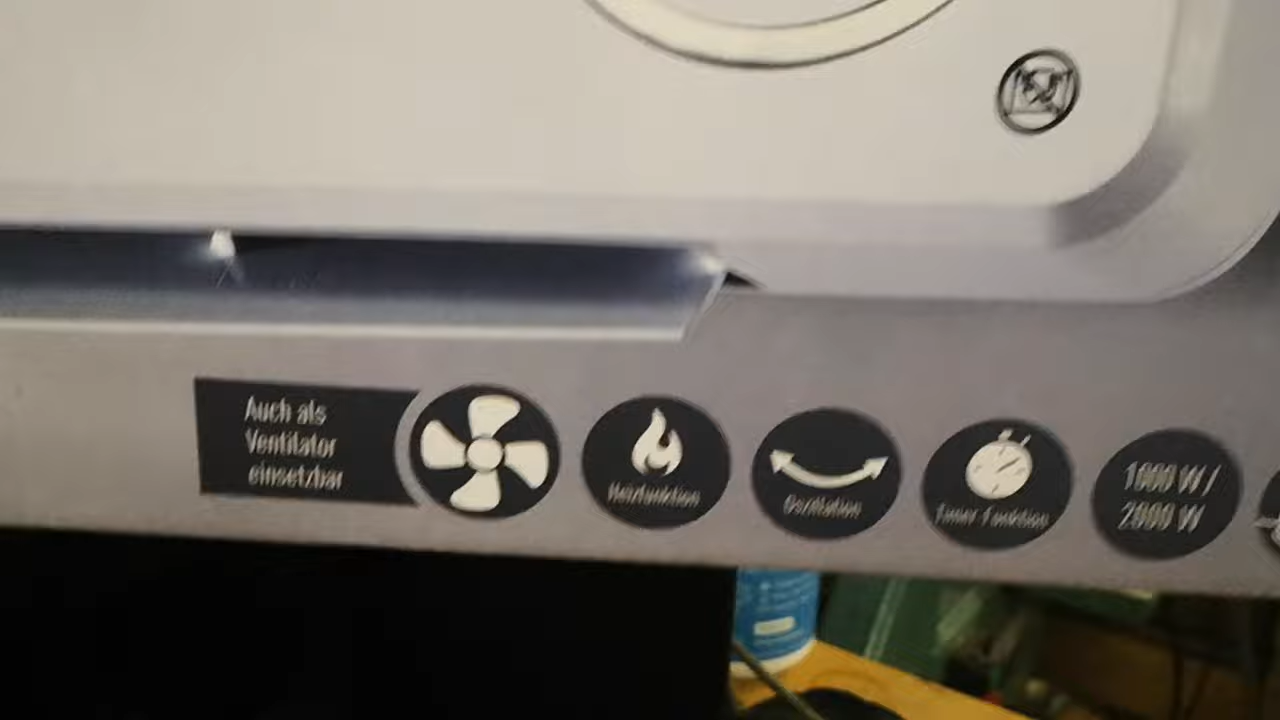 Auch als
Ventilator
einsetzbar
Heizfunktion
Oszillation
Timer-Funktion
1000 W /
2000 W